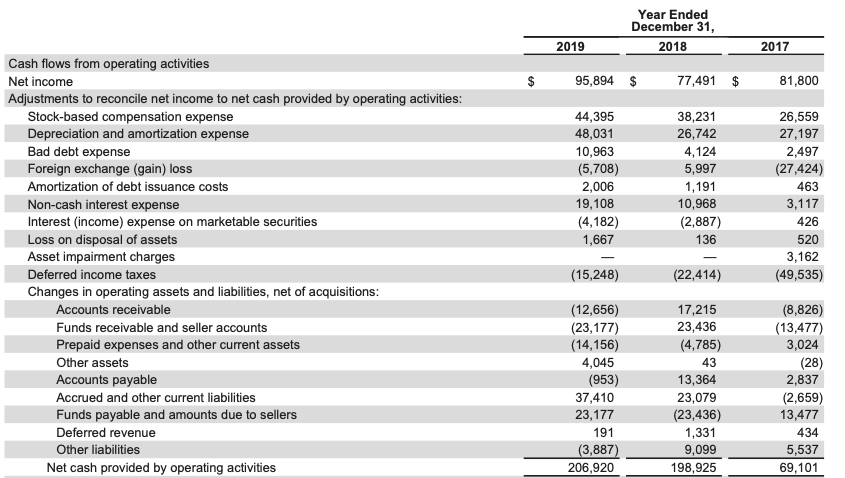 Year Ended
December 31,
2019 2018 2017
Cash flows from operating activities
Net income $ 95,894 $ 77,491 $ 81,800
Adjustments to reconcile net income to net cash provided by operating activities:
Stock-based compensation expense 44,395 38,231 26,559
Depreciation and amortization expense 48,031 26,742 27,197
Bad debt expense 10,963 4,124 2,497
Foreign exchange (gain) loss (5,708) 5,997 (27,424)
Amortization of debt issuance costs 2,006 1,191 463
Non-cash interest expense 19,108 10,968 3,117
Interest (income) expense on marketable securities (4,182) (2,887) 426
Loss on disposal of assets 1,667 136 520
Asset impairment charges — — 3,162
Deferred income taxes (15,248) (22,414) (49,535)
Changes in operating assets and liabilities, net of acquisitions:
Accounts receivable (12,656) 17,215 (8,826)
Funds receivable and seller accounts (23,177) 23,436 (13,477)
Prepaid expenses and other current assets (14,156) (4,785) 3,024
Other assets 4,045 43 (28)
Accounts payable (953) 13,364 2,837
Accrued and other current liabilities 37,410 23,079 (2,659)
Funds payable and amounts due to sellers 23,177 (23,436) 13,477
Deferred revenue 191 1,331 434
Other liabilities (3,887) 9,099 5,537
Net cash provided by operating activities 206,920 198,925 69,101